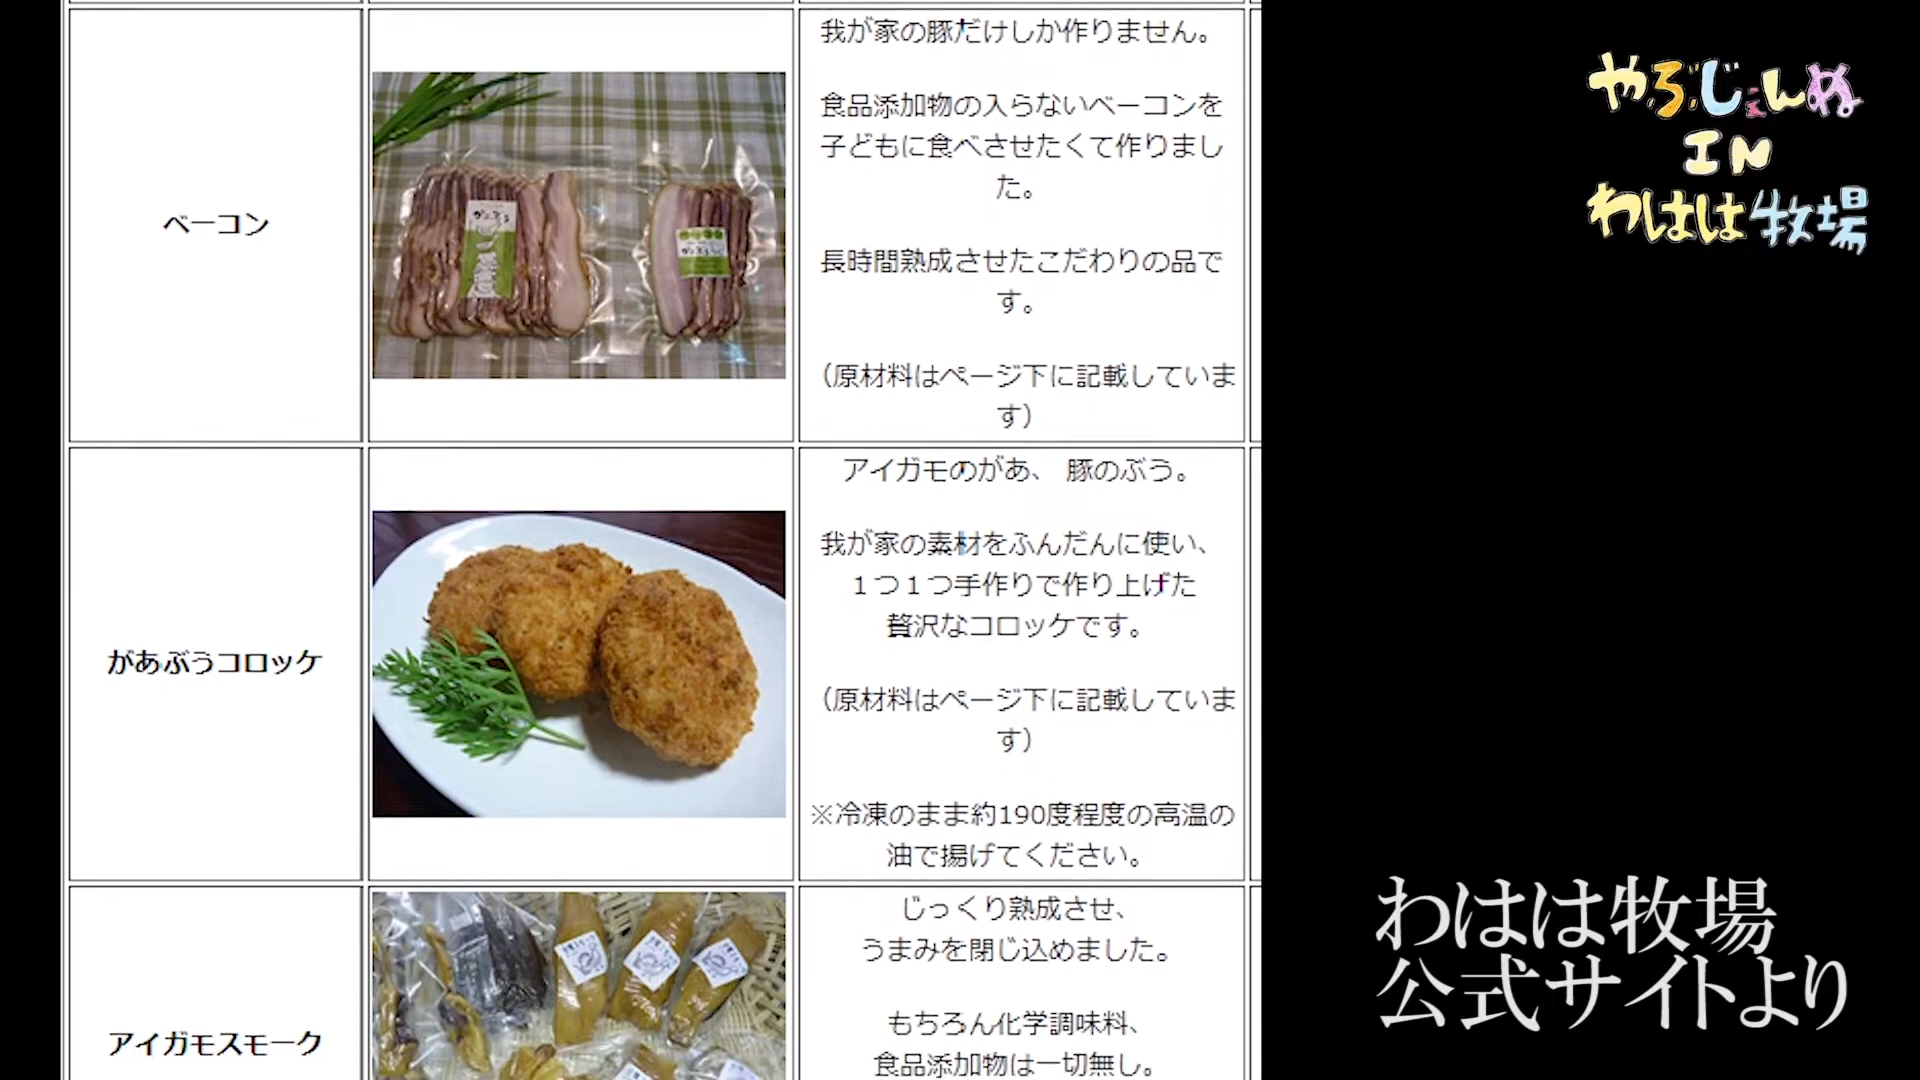 ベーコン
我が家の豚だけしか作りません。
食品添加物の入らないベーコンを
子どもに食べさせたくて作りまし
た。
長時間熟成させたこだわりの品で
す。
（原材料はページ下に記載していま
す）
があぶうコロッケ
アイガモのがあ、 豚のぶう。
我が家の素材をふんだんに使い、
１つ１つ手作りで作り上げた
贅沢なコロッケです。
（原材料はページ下に記載していま
す）
※冷凍のまま約190度程度の高温の
油で揚げてください。
アイガモスモーク
じっくり熟成させ、
うまみを閉じ込めました。
もちろん化学調味料、
食品添加物は一切無し。
やぶじぇんぬ
IN
わはは牧場
わはは牧場
公式サイトより